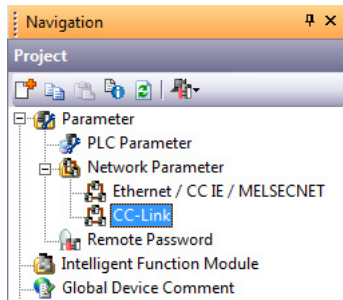 Navigation
Project
Parameter
PLC Parameter
Network Parameter
Ethernet / CC IE / MELSECNET
CC-Link
Remote Password
Intelligent Function Module
Global Device Comment